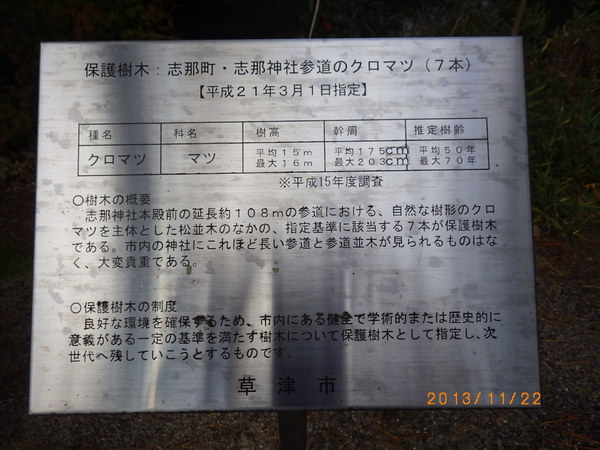 保護樹木：志那町・志那神社参道のクロマツ（７本）
【平成２１年３月１日指定】
種名 科名 樹高 幹周 推定樹齢
クロマツ マツ 平均１５ｍ 平均１７５cm 平均５０年
最大１６ｍ 最大２０３cm 最大７０年
※平成15年度調査
○樹木の概要
志那神社本殿前の延長約１０８ｍの参道における、自然な樹形のクロ
マツを主体とした松並木のなかの、指定基準に該当する７本が保護樹木
である。市内の神社にこれほど長い参道と参道並木が見られるものはな
く、大変貴重である。
○保護樹木の制度
良好な環境を確保するため、市内にある健全で学術的または歴史的に
意義がある一定の基準を満たす樹木について保護樹木として指定し、次
世代へ残していこうとするものです。
草津市
2013/11/22